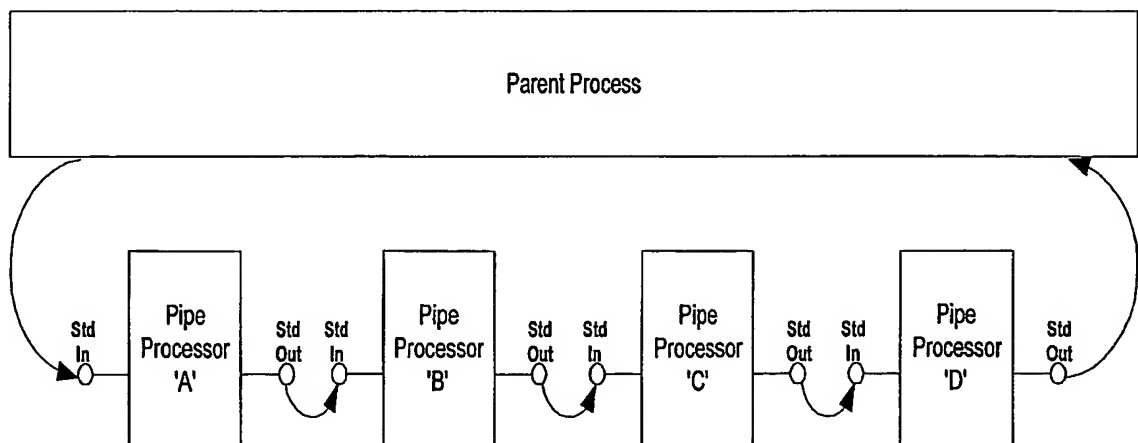 Parent Process
Std
In
Pipe
Processor
'A'
Std
Out
Std
In
Pipe
Processor
'B'
Std
Out
Std
In
Pipe
Processor
'C'
Std
Out
Std
In
Pipe
Processor
'D'
Std
Out